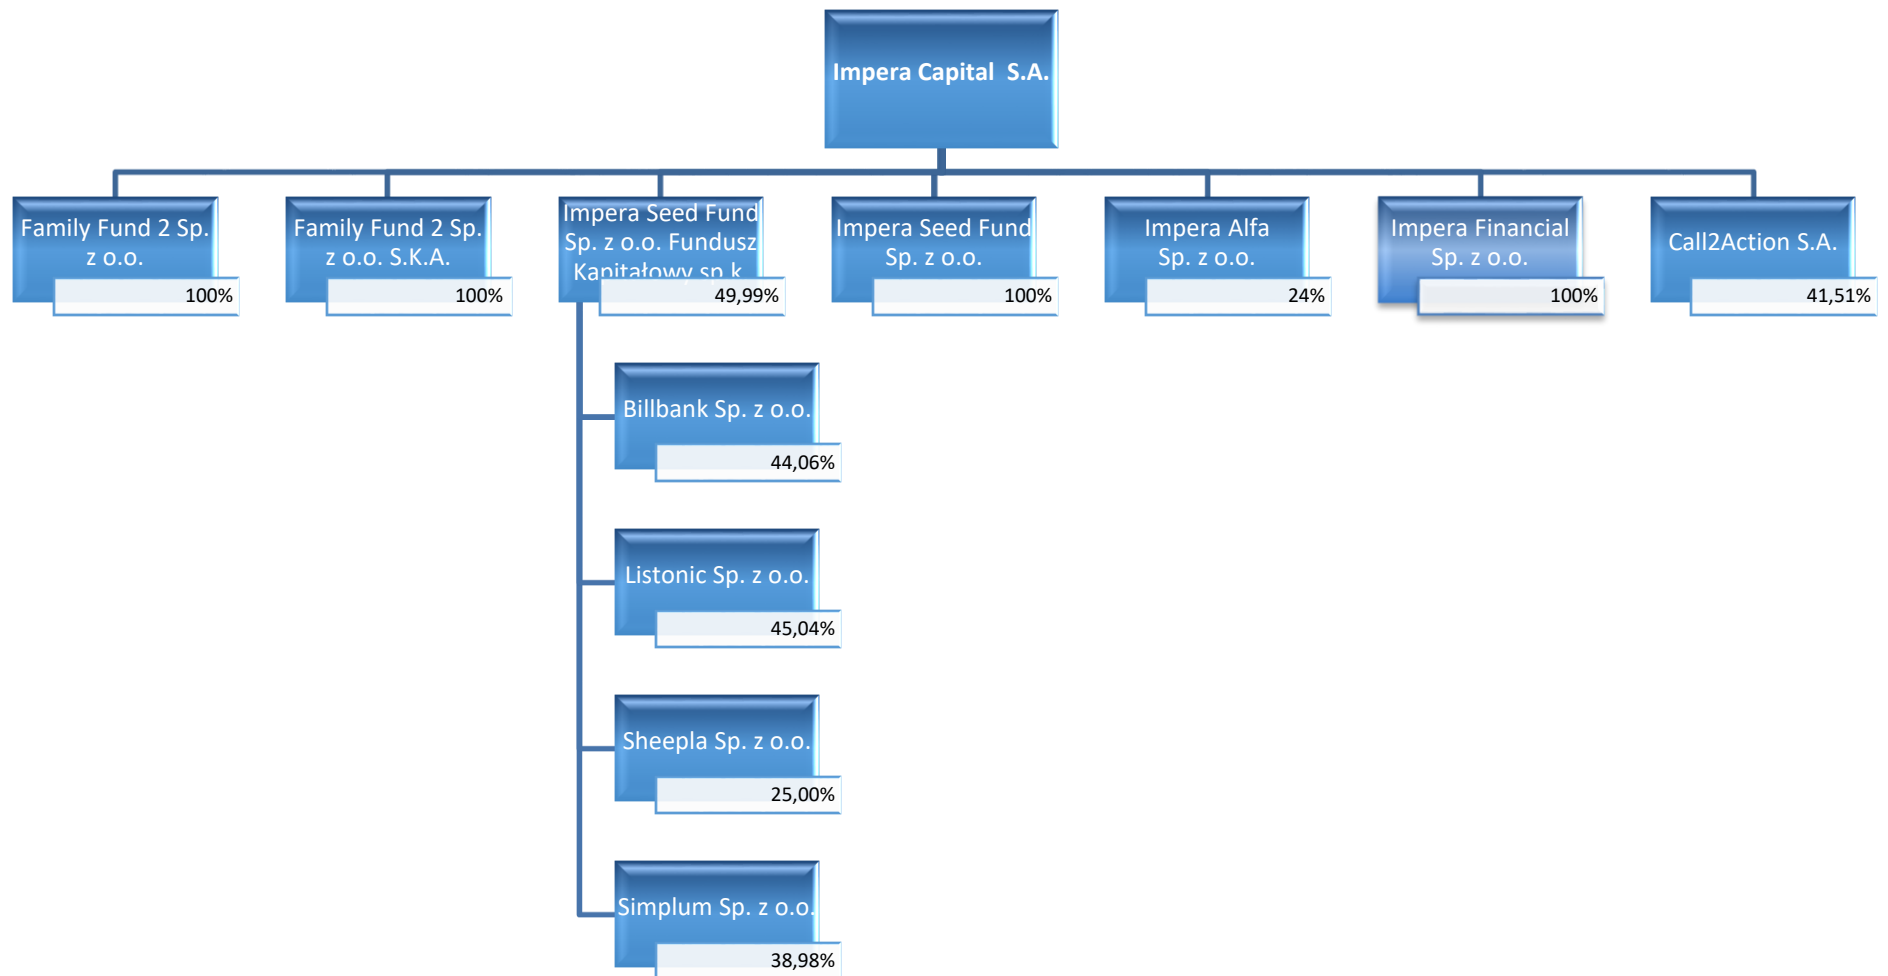 Impera Capital  S.A.
Family Fund 2 Sp.
z o.o.
100%
Family Fund 2 Sp.
z o.o. S.K.A.
100%
Impera Seed Fund
Sp. z o.o. Fundusz
Kapitałowy sp.k
49,99%
Impera Seed Fund
Sp. z o.o.
100%
Impera Alfa
Sp. z o.o.
24%
Impera Financial
Sp. z o.o.
100%
Call2Action S.A.
41,51%
Billbank Sp. z o.o.
44,06%
Listonic Sp. z o.o.
45,04%
Sheepla Sp. z o.o.
25,00%
Simplum Sp. z o.o.
38,98%